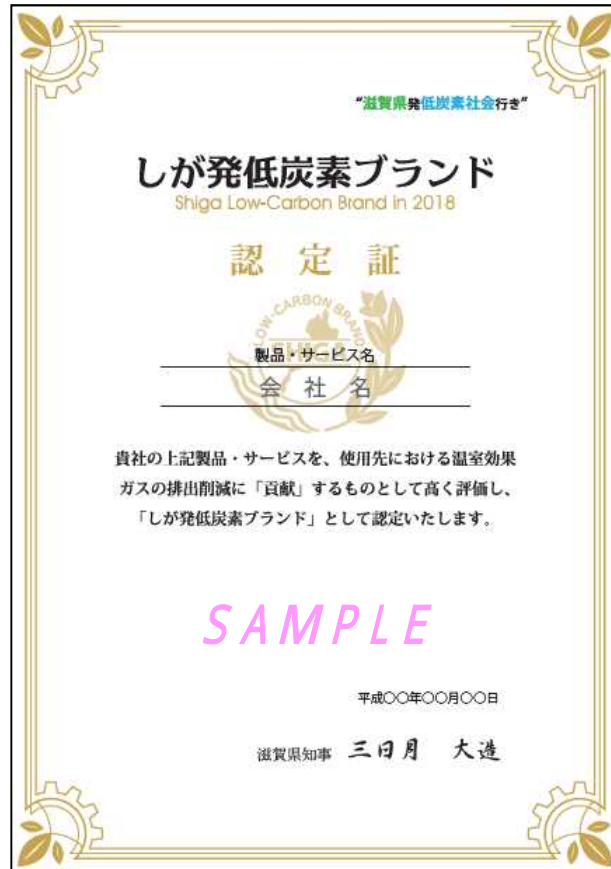 "滋賀県発低炭素社会行き"
しが発低炭素ブランド
Shiga Low-Carbon Brand in 2018
認定証
LOW-CARBON BRAND
SHIGA
製品・サービス名
会社名
貴社の上記製品・サービスを、使用先における温室効果
ガスの排出削減に「貢献」するものとして高く評価し、
「しが発低炭素ブランド」として認定いたします。
SAMPLE
平成〇〇年〇〇月〇〇日
滋賀県知事 三日月 大造